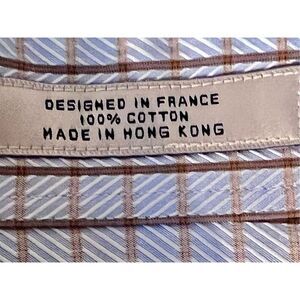 DESIGNED IN FRANCE
100% COTTON
MADE IN HONG KONG